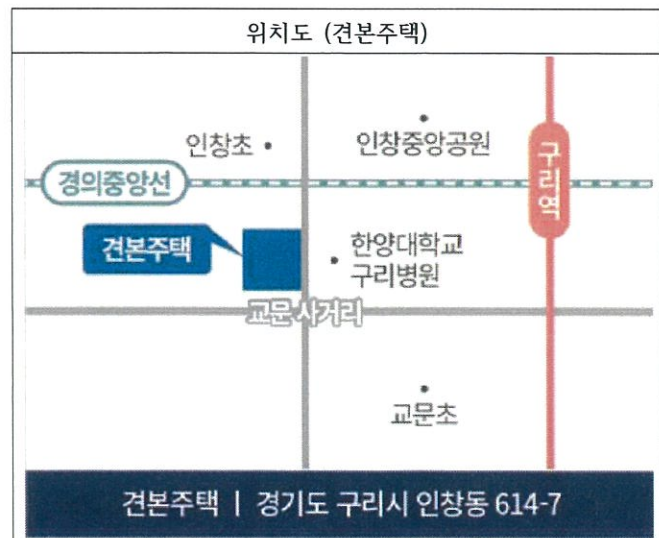 위치도 (견본주택)
인창초
인창중앙공원
경의중앙선
구리역
견본주택
한양대학교
구리병원
교문사거리
교문초
견본주택 | 경기도 구리시 인창동 614-7